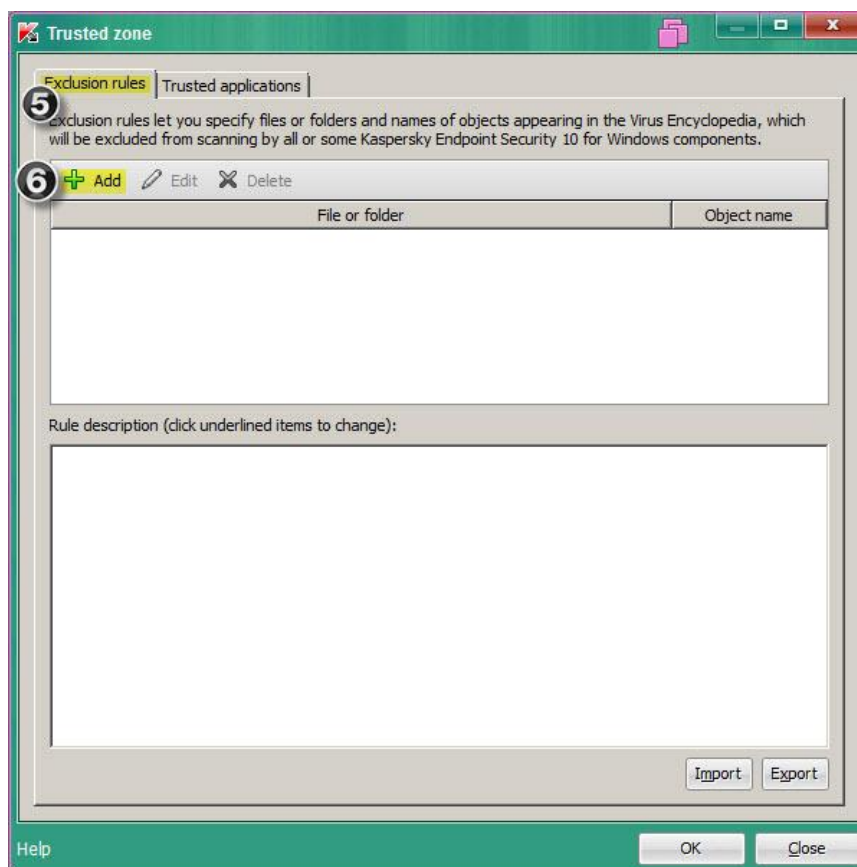 Trusted zone
Exclusion rules
Trusted applications
5
Exclusion rules let you specify files or folders and names of objects appearing in the Virus Encyclopedia, which
will be excluded from scanning by all or some Kaspersky Endpoint Security 10 for Windows components.
6
Add Edit Delete
File or folder Object name
Rule description (click underlined items to change):
Import Export
Help OK Close